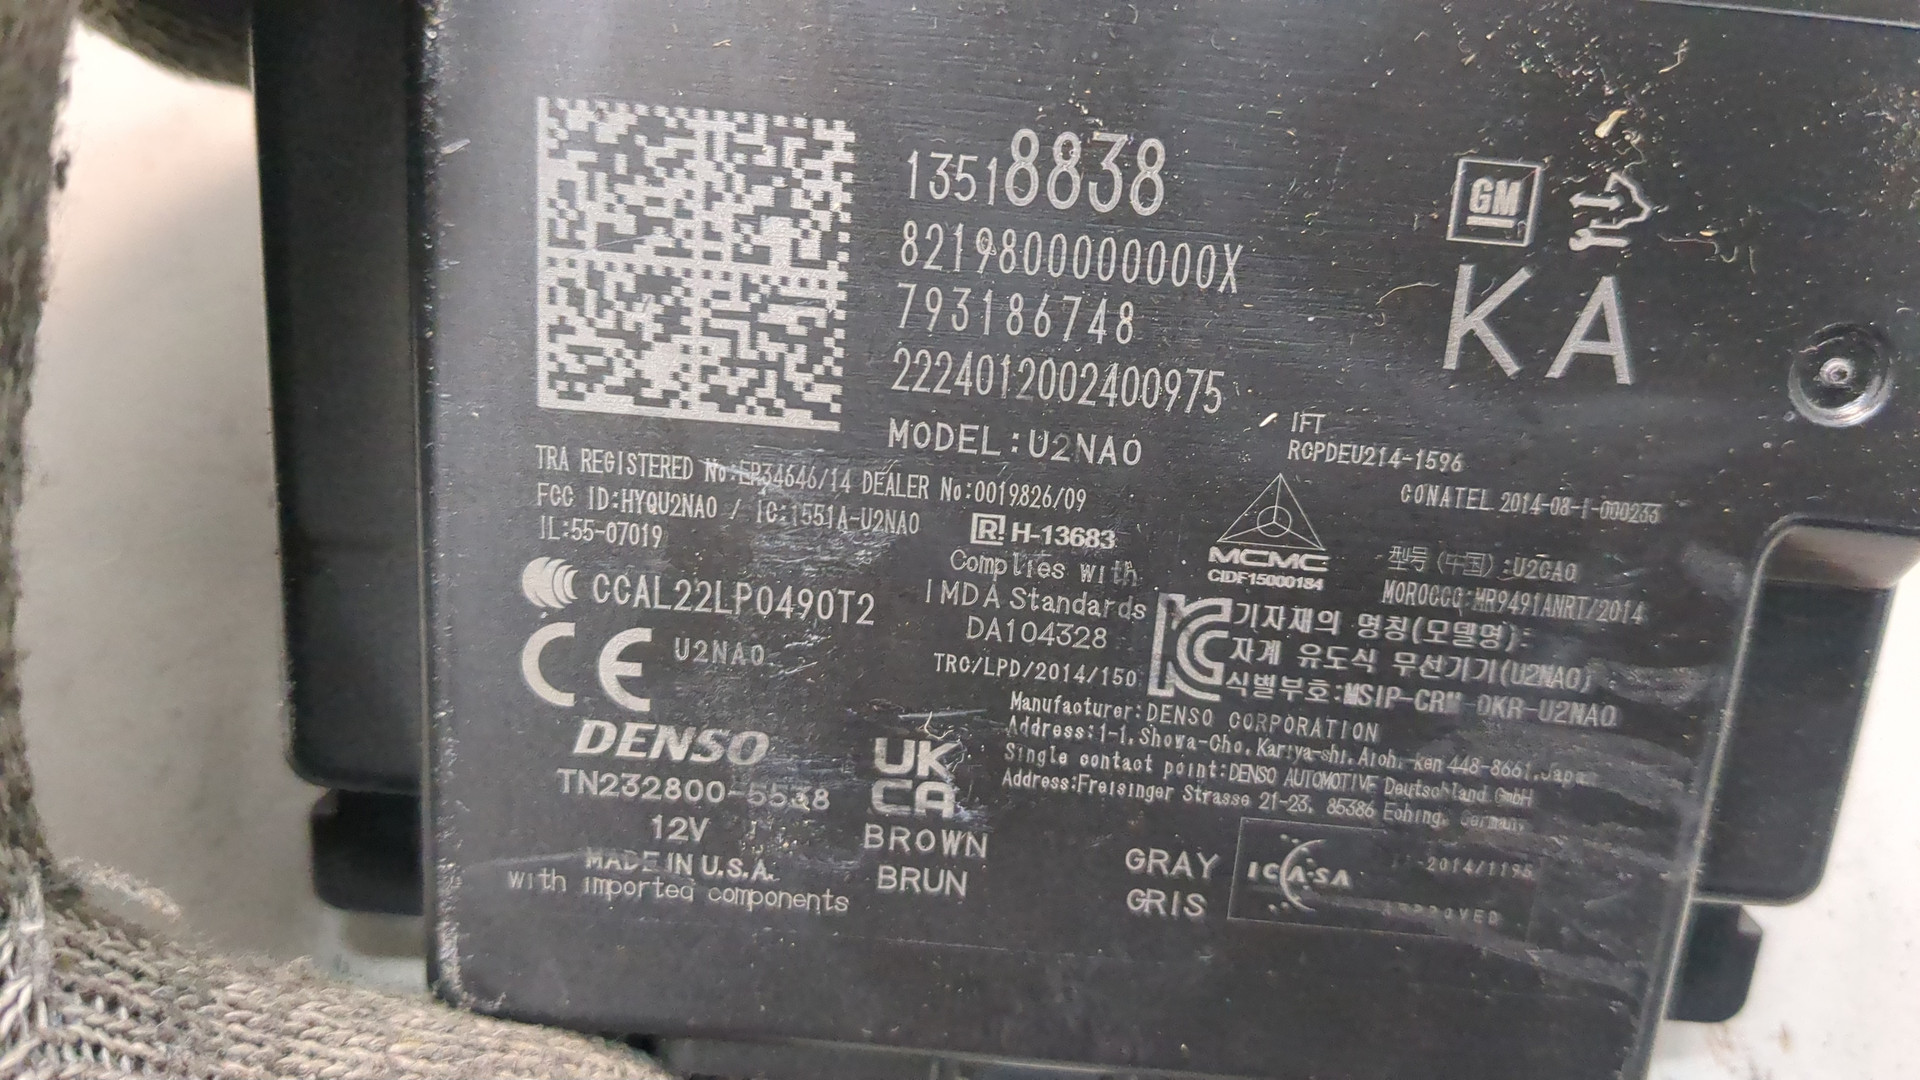 13518838
8219800000000X
793186748
2224012002400975
MODEL:U2NA0
GM
KA
IFT
RCPDEU214-1596
CONATEL 2014-08-I-000233
TRA REGISTERED No:ER34646/14 DEALER No:0019826/09
FCC ID:HYQU2NA0 / IC:1551A-U2NA0
IL:55-07019
R H-13683
MCMC
CIDF15000184
型号 (中国) :U2CA0
MOROCCO:MR9491ANRT/2014
CCAL22LP0490T2
Complies with
IMDA Standards
DA104328
CE U2NA0
TRC/LPD/2014/150
기자재의 명칭(모델명):
자계 유도식 무선기기(U2NA0)
식별부호:MSIP-CRM-DKR-U2NA0
Manufacturer:DENSO CORPORATION
Address:1-1, Showa-Cho, Kariya-shi, Aichi-ken 448-8661, Japan
Single contact point:DENSO AUTOMOTIVE Deutschland GmbH
Address:Freisinger Strasse 21-23, 85386 Eching, Germany
DENSO
TN232800-5538
12V
MADE IN U.S.A.
with imported components
UK
CA
BROWN
BRUN
GRAY
GRIS
ICASA
2014/1195
APPROVED